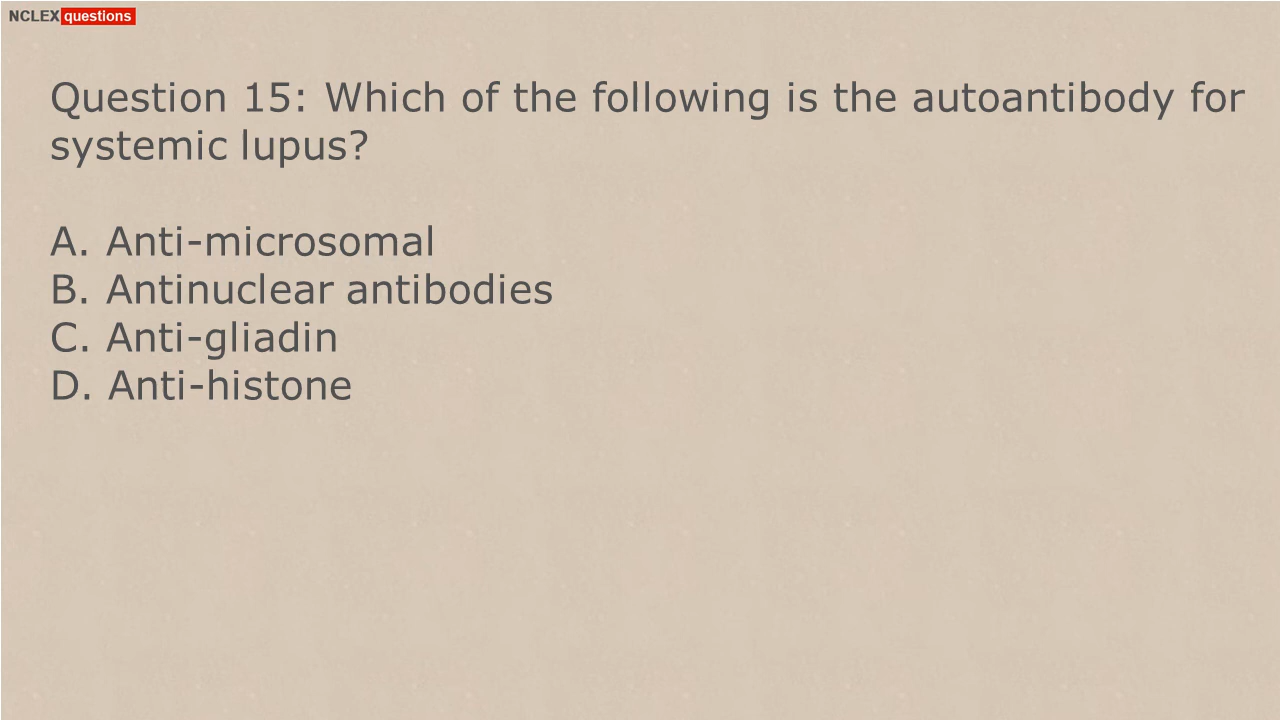 NCLEX questions
Question 15: Which of the following is the autoantibody for
systemic lupus?
A. Anti-microsomal
B. Antinuclear antibodies
C. Anti-gliadin
D. Anti-histone